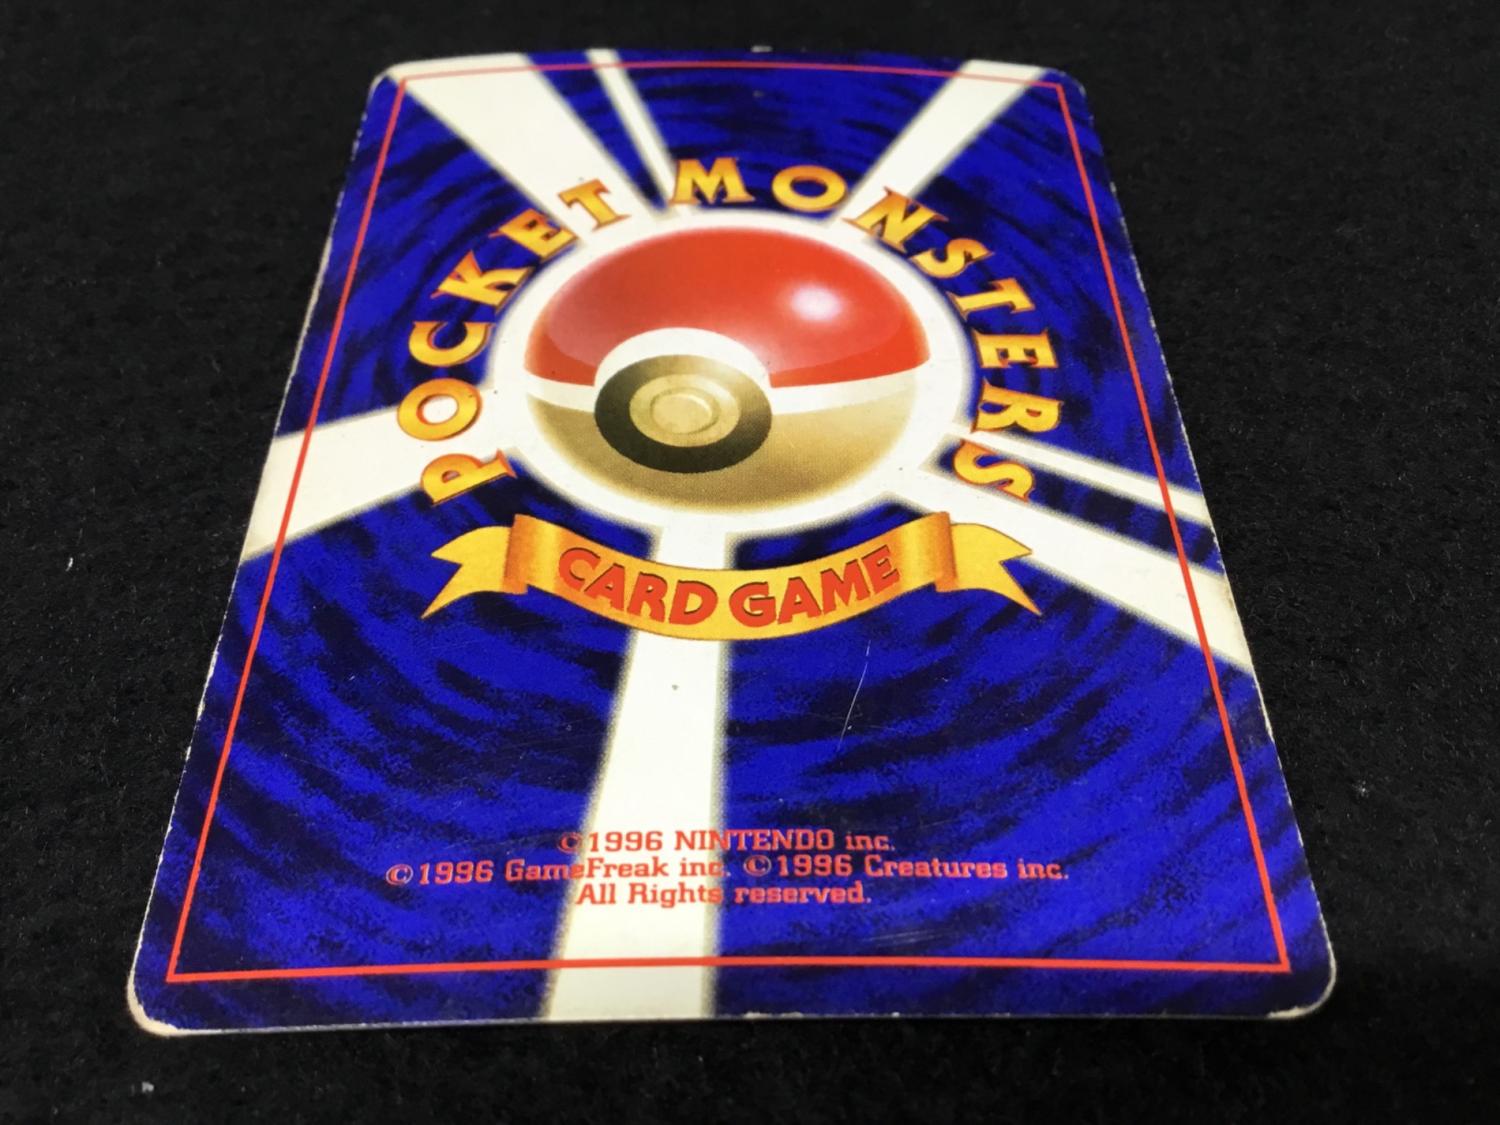 POCKET MONSTERS
CARD GAME
©1996 NINTENDO inc.
©1996 GameFreak inc. ©1996 Creatures inc.
All Rights reserved.